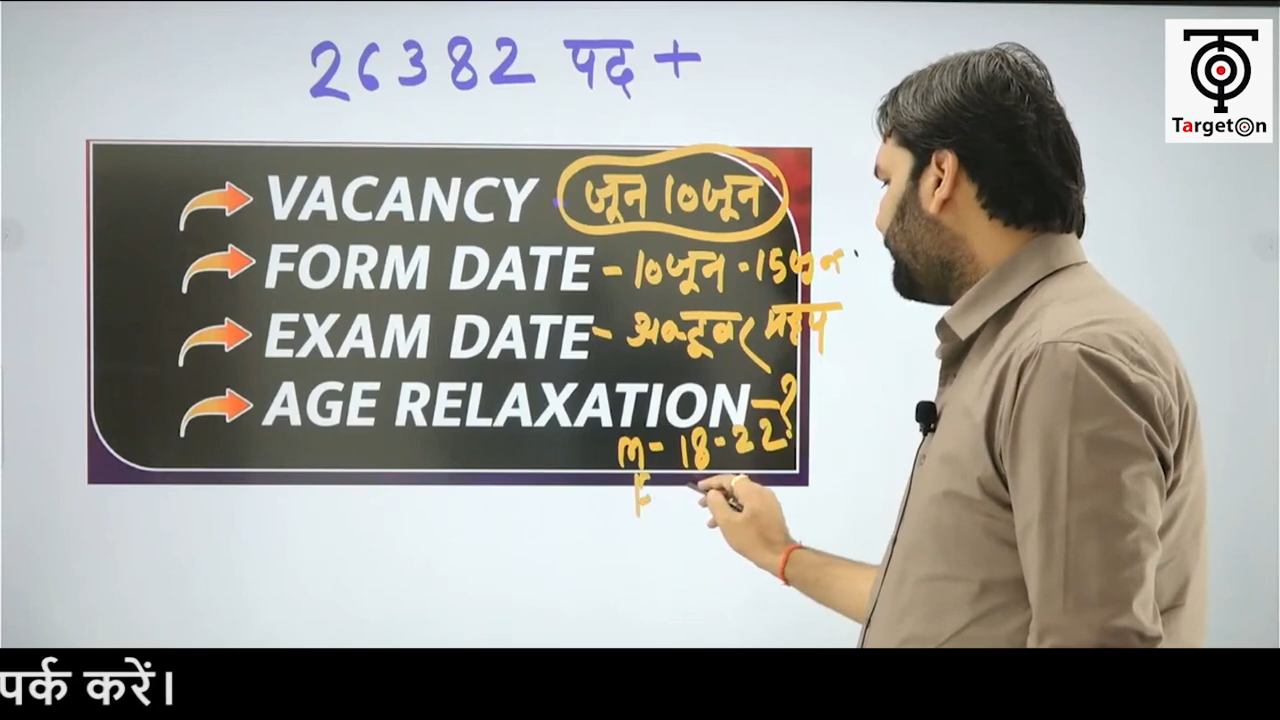 26382 पद +
TargetOn
VACANCY - जून 10 जून
FORM DATE - 10 जून - 15 जून
EXAM DATE - अक्टूबर
AGE RELAXATION - ?
M - 18 - 22
F -
पर्क करें।